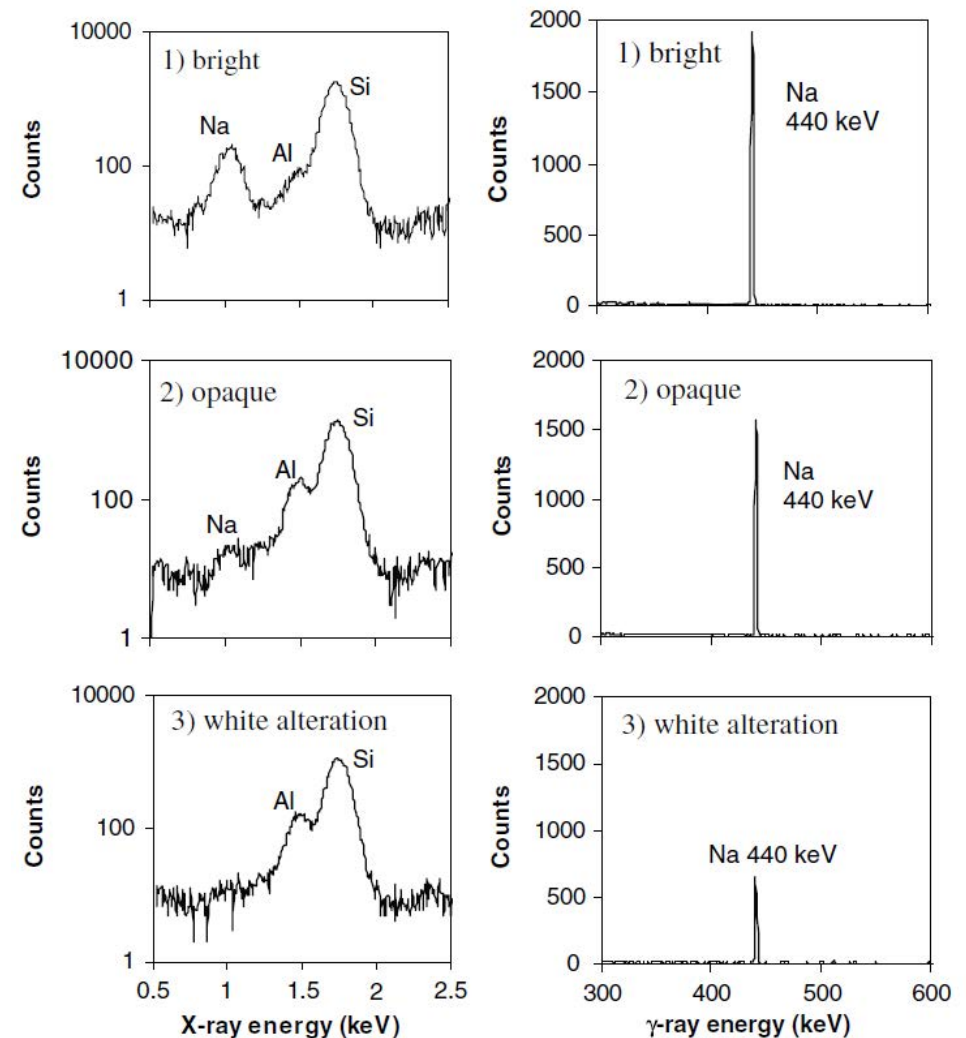 10000
1) bright
Si
Na
Al
100
Counts
1
2000
1) bright
1500
Na
440 keV
Counts
1000
500
0
10000
2) opaque
Si
Al
100
Na
Counts
1
2000
2) opaque
1500
Na
440 keV
Counts
1000
500
0
10000
3) white alteration
Si
Al
100
Counts
1
0.5 1 1.5 2 2.5
X-ray energy (keV)
2000
3) white alteration
1500
Counts
1000
Na 440 keV
500
0
300 400 500 600
γ-ray energy (keV)